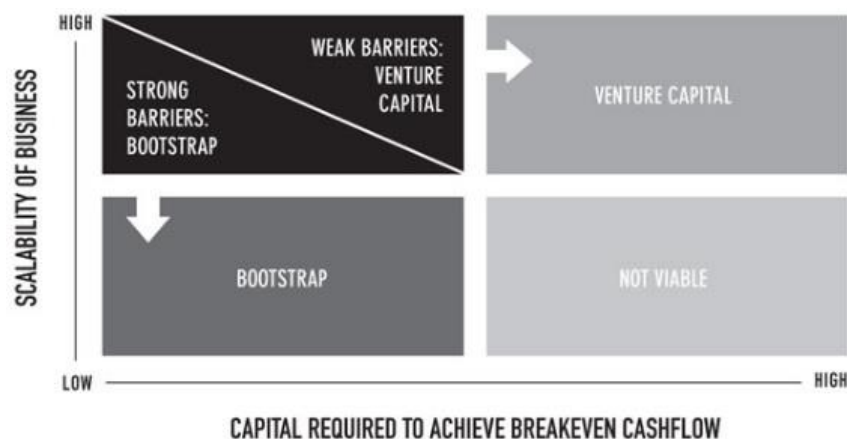 HIGH
SCALABILITY OF BUSINESS
STRONG
BARRIERS:
BOOTSTRAP
WEAK BARRIERS:
VENTURE
CAPITAL
VENTURE CAPITAL
BOOTSTRAP
NOT VIABLE
LOW
HIGH
CAPITAL REQUIRED TO ACHIEVE BREAKEVEN CASHFLOW